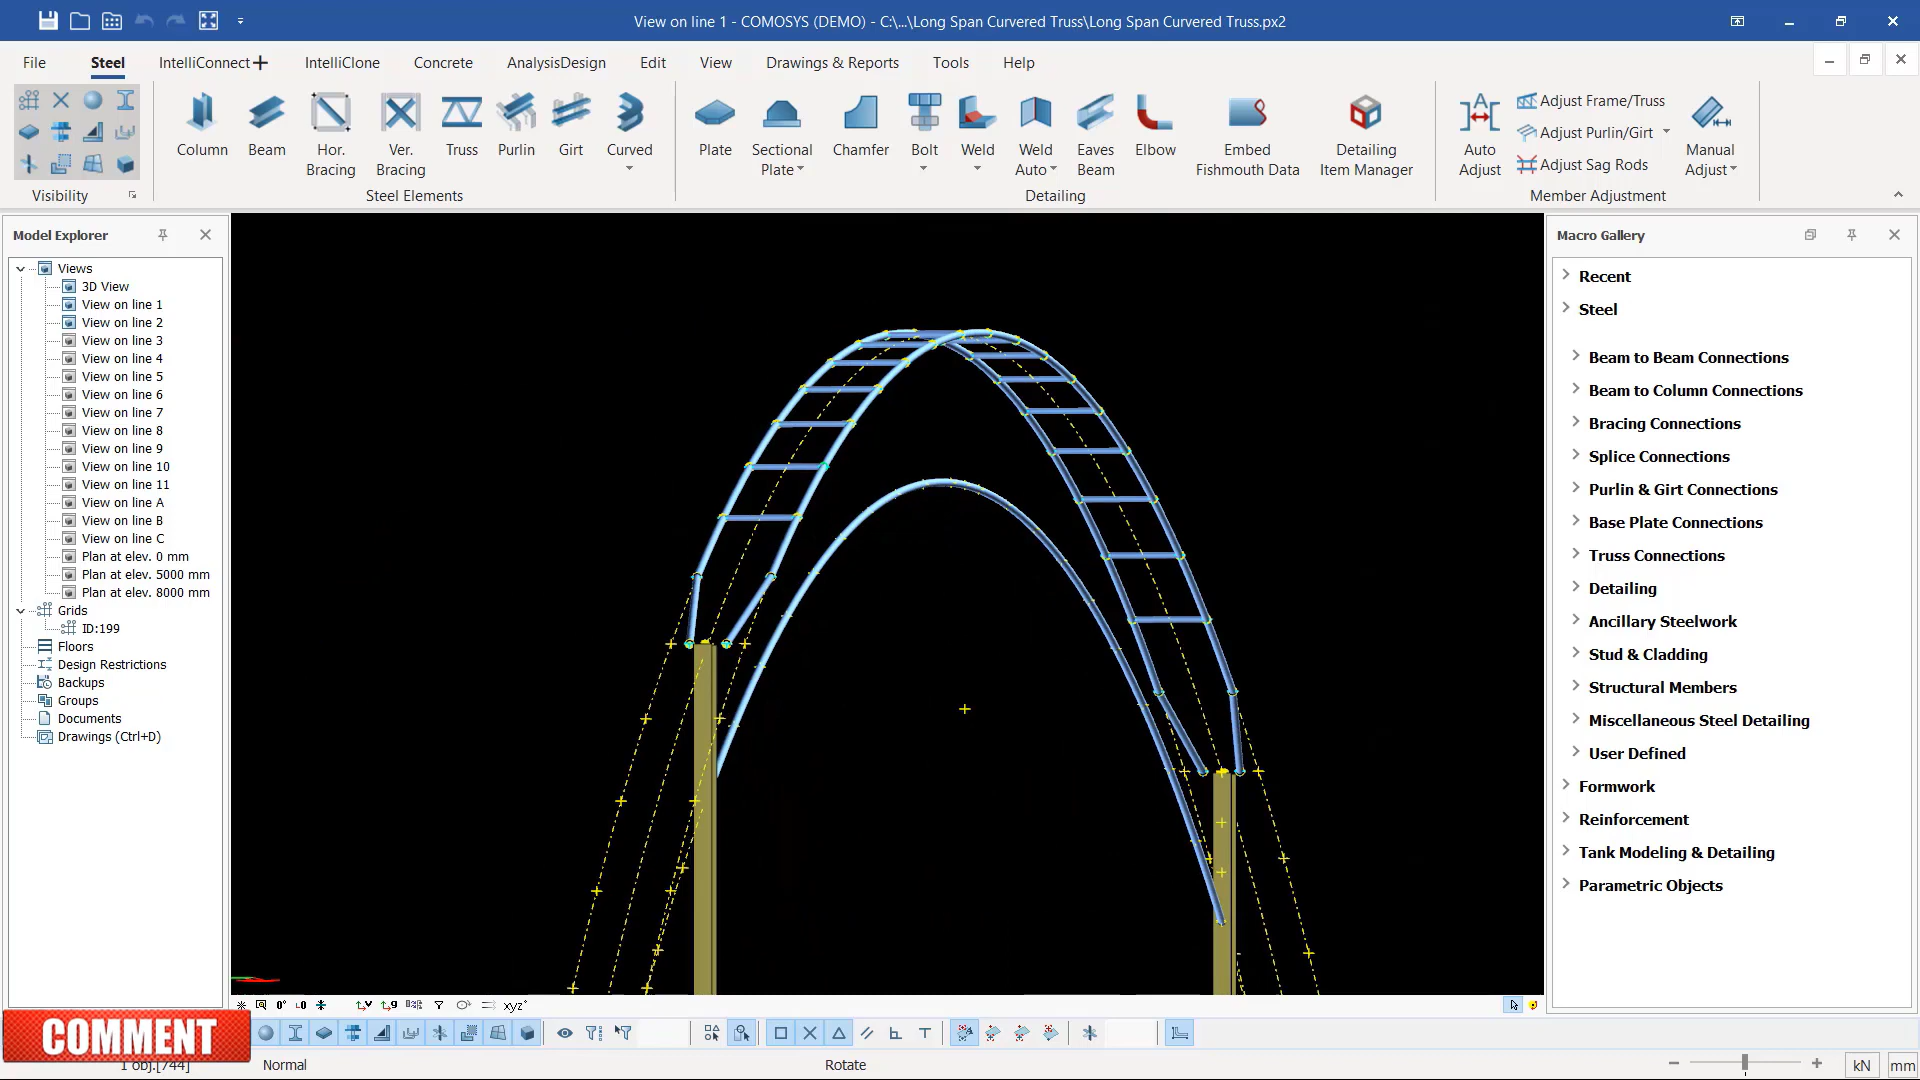 View on line 1 - COMOSYS (DEMO) - C:\...\Long Span Curvered Truss\Long Span Curvered Truss.px2
File Steel IntelliConnect+ IntelliClone Concrete AnalysisDesign Edit View Drawings & Reports Tools Help
Column Beam Hor. Bracing Ver. Bracing Truss Purlin Girt Curved Plate Sectional Plate Chamfer Bolt Weld Weld Auto Eaves Beam Elbow Embed Fishmouth Data Detailing Item Manager Auto Adjust Manual Adjust
Adjust Frame/Truss
Adjust Purlin/Girt
Adjust Sag Rods
Visibility Steel Elements Detailing Member Adjustment
Model Explorer
Views
3D View
View on line 1
View on line 2
View on line 3
View on line 4
View on line 5
View on line 6
View on line 7
View on line 8
View on line 9
View on line 10
View on line 11
View on line A
View on line B
View on line C
Plan at elev. 0 mm
Plan at elev. 5000 mm
Plan at elev. 8000 mm
Grids
ID:199
Floors
Design Restrictions
Backups
Groups
Documents
Drawings (Ctrl+D)
Macro Gallery
Recent
Steel
Beam to Beam Connections
Beam to Column Connections
Bracing Connections
Splice Connections
Purlin & Girt Connections
Base Plate Connections
Truss Connections
Detailing
Ancillary Steelwork
Stud & Cladding
Structural Members
Miscellaneous Steel Detailing
User Defined
Formwork
Reinforcement
Tank Modeling & Detailing
Parametric Objects
xyz
COMMENT
1 obj.[744] Normal Rotate kN mm